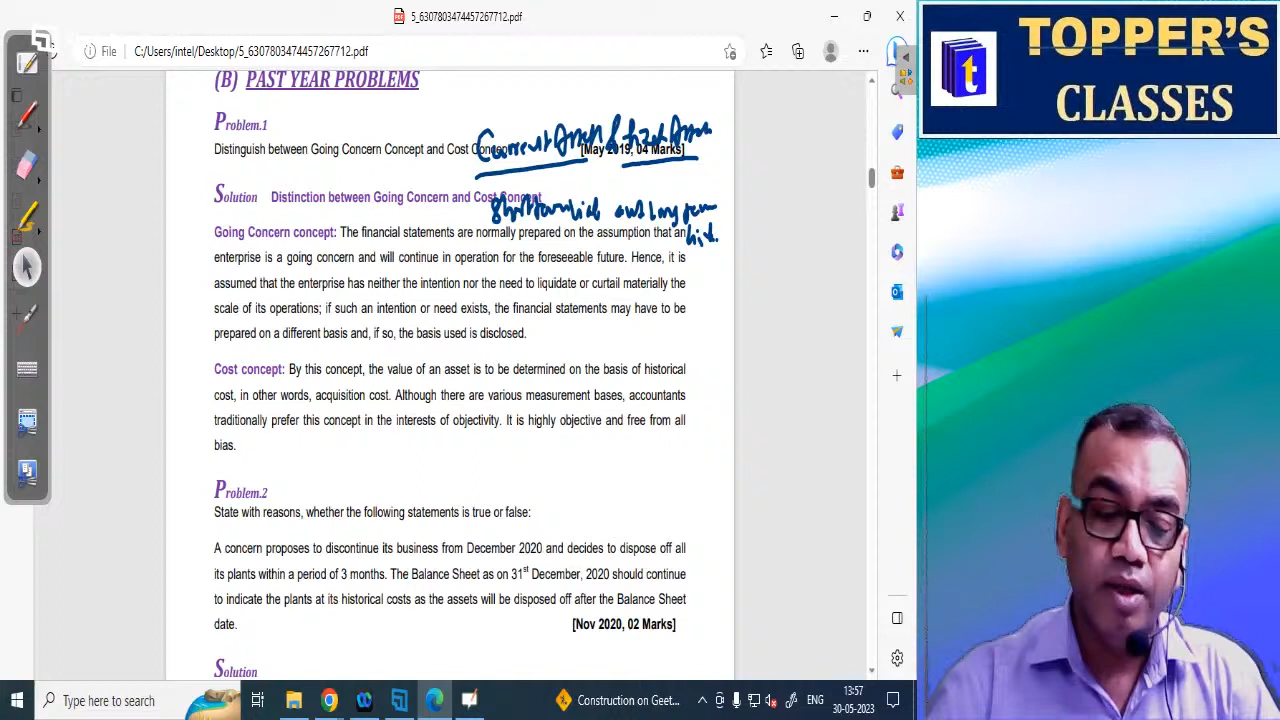 5_6307803474457267712.pdf
File
C:/Users/intel/Desktop/5_6307803474457267712.pdf
TOPPER'S
CLASSES
t
(B) PAST YEAR PROBLEMS
Problem.1
Current Assets & fixed Assets
Distinguish between Going Concern Concept and Cost Concept [May 2019, 04 Marks]
Solution Distinction between Going Concern and Cost Concept
Short term liab and long term
liab.
Going Concern concept: The financial statements are normally prepared on the assumption that an
enterprise is a going concern and will continue in operation for the foreseeable future. Hence, it is
assumed that the enterprise has neither the intention nor the need to liquidate or curtail materially the
scale of its operations; if such an intention or need exists, the financial statements may have to be
prepared on a different basis and, if so, the basis used is disclosed.
Cost concept: By this concept, the value of an asset is to be determined on the basis of historical
cost, in other words, acquisition cost. Although there are various measurement bases, accountants
traditionally prefer this concept in the interests of objectivity. It is highly objective and free from all
bias.
Problem.2
State with reasons, whether the following statements is true or false:
A concern proposes to discontinue its business from December 2020 and decides to dispose off all
its plants within a period of 3 months. The Balance Sheet as on 31st December, 2020 should continue
to indicate the plants at its historical costs as the assets will be disposed off after the Balance Sheet
date. [Nov 2020, 02 Marks]
Solution
Type here to search
Construction on Geet...
ENG
13:57
30-05-2023